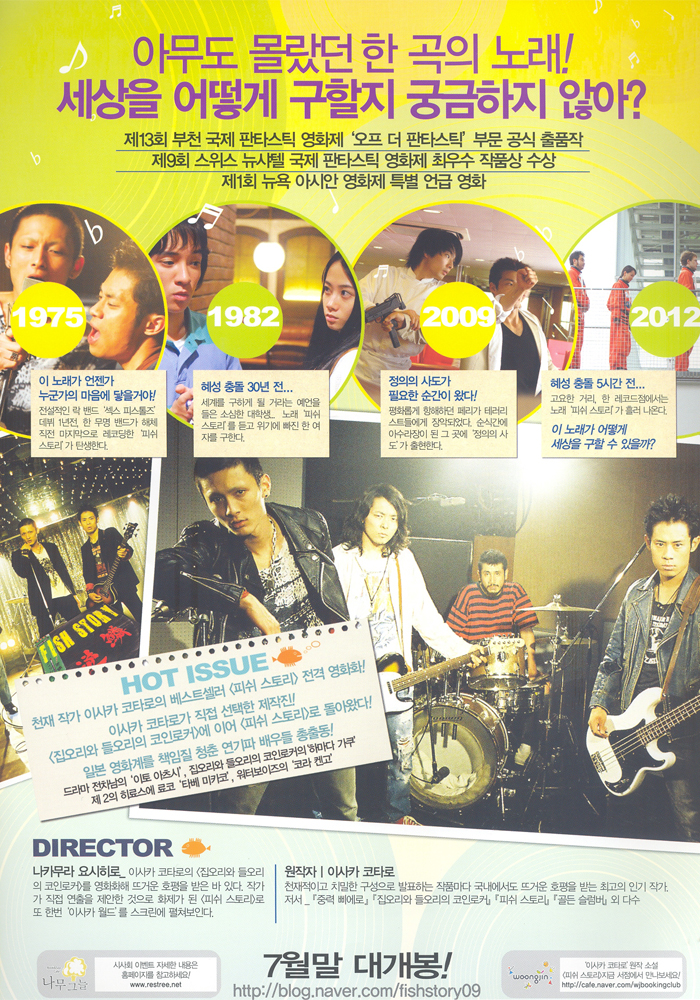 아무도 몰랐던 한 곡의 노래!
세상을 어떻게 구할지 궁금하지 않아?
제13회 부천 국제 판타스틱 영화제 ‘오프 더 판타스틱’ 부문 공식 출품작
제9회 스위스 뉴샤텔 국제 판타스틱 영화제 최우수 작품상 수상
제1회 뉴욕 아시안 영화제 특별 언급 영화
1975
이 노래가 언젠가
누군가의 마음에 닿을거야!
전설적인 락 밴드 ‘섹스 피스톨즈’
데뷔 1년전, 한 무명 밴드가 해체
직전 마지막으로 레코딩한 ‘피쉬
스토리’가 탄생한다.
1982
혜성 충돌 30년 전...
세계를 구하게 될 거라는 예언을
들은 소심한 대학생_ 노래 ‘피쉬
스토리’를 듣고 위기에 빠진 한 여
자를 구한다.
2009
정의의 사도가
필요한 순간이 왔다!
평화롭게 항해하던 페리가 테러리
스트들에게 장악되었다. 순식간에
아수라장이 된 그 곳에 ‘정의의 사
도’가 출현한다.
2012
혜성 충돌 5시간 전...
고요한 거리, 한 레코드점에서는
노래 ‘피쉬 스토리’가 흘러 나온다.
이 노래가 어떻게
세상을 구할 수 있을까?
FISH STORY
HOT ISSUE
천재 작가 이사카 코타로의 베스트셀러 <피쉬 스토리> 전격 영화화!
이사카 코타로가 직접 선택한 제작진!
<집오리와 들오리의 코인로커>에 이어 <피쉬 스토리>로 돌아왔다!
일본 영화계를 책임질 청춘 연기파 배우들 총출동!
드라마 전차남의 ‘이토 아츠시’, 집오리와 들오리의 코인로커의 ‘하마다 가쿠’
제 2의 히로스에 료코 ‘타베 미카코’, 워터보이즈의 ‘코라 켄고’
DIRECTOR
나카무라 요시히로_ 이사카 코타로의 <집오리와 들오리
의 코인로커>를 영화화해 뜨거운 호평을 받은 바 있다. 작가
가 직접 연출을 제안한 것으로 화제가 된 <피쉬 스토리>로
또 한번 ‘이사카 월드’를 스크린에 펼쳐보인다.
원작자 | 이사카 코타로
천재적이고 치밀한 구성으로 발표하는 작품마다 국내에서도 뜨거운 호평을 받는 최고의 인기 작가.
저서 _『중력 삐에로』『집오리와 들오리의 코인로커』『피쉬 스토리』『골든 슬럼버』 외 다수
나무그늘
시사회 이벤트 자세한 내용은
홈페이지를 참고하세요!
www.restree.net
7월말 대개봉!
http://blog.naver.com/fishstory09
woongjin
‘이사카 코타로’ 원작 소설
<피쉬 스토리>지금 서점에서 만나보세요!
http://cafe.naver.com/wjbookingclub